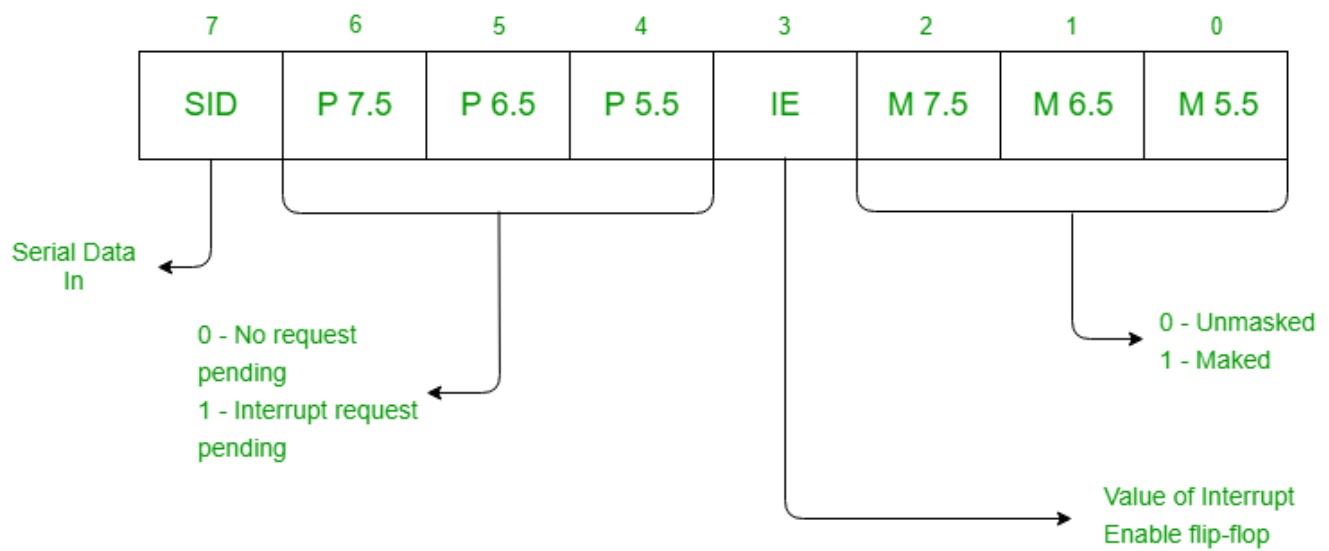 7 6 5 4 3 2 1 0
SID P 7.5 P 6.5 P 5.5 IE M 7.5 M 6.5 M 5.5
Serial Data
In
0 - No request
pending
1 - Interrupt request
pending
0 - Unmasked
1 - Maked
Value of Interrupt
Enable flip-flop